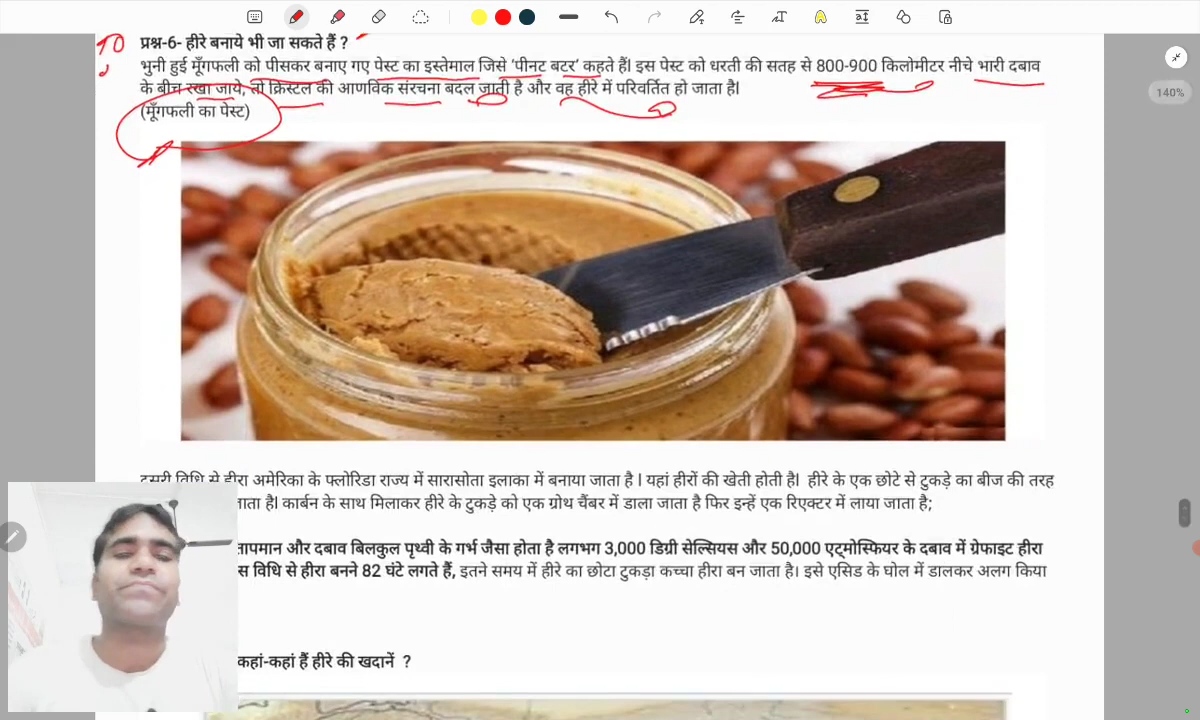 140%
प्रश्न-6- हीरे बनाये भी जा सकते हैं ?
भुनी हुई मूँगफली को पीसकर बनाए गए पेस्ट का इस्तेमाल जिसे 'पीनट बटर' कहते हैं। इस पेस्ट को धरती की सतह से 800-900 किलोमीटर नीचे भारी दबाव
के बीच रखा जाये, तो क्रिस्टल की आणविक संरचना बदल जाती है और वह हीरे में परिवर्तित हो जाता है।
(मूँगफली का पेस्ट)
दूसरी विधि से हीरा अमेरिका के फ्लोरिडा राज्य में सारासोता इलाका में बनाया जाता है । यहां हीरों की खेती होती है। हीरे के एक छोटे से टुकड़े का बीज की तरह
जाता है। कार्बन के साथ मिलाकर हीरे के टुकड़े को एक ग्रोथ चैंबर में डाला जाता है फिर इन्हें एक रिएक्टर में लाया जाता है;
तापमान और दबाव बिलकुल पृथ्वी के गर्भ जैसा होता है लगभग 3,000 डिग्री सेल्सियस और 50,000 एट्मोस्फियर के दबाव में ग्रेफाइट हीरा
स विधि से हीरा बनने 82 घंटे लगते हैं, इतने समय में हीरे का छोटा टुकड़ा कच्चा हीरा बन जाता है। इसे एसिड के घोल में डालकर अलग किया
कहां-कहां हैं हीरे की खदानें ?